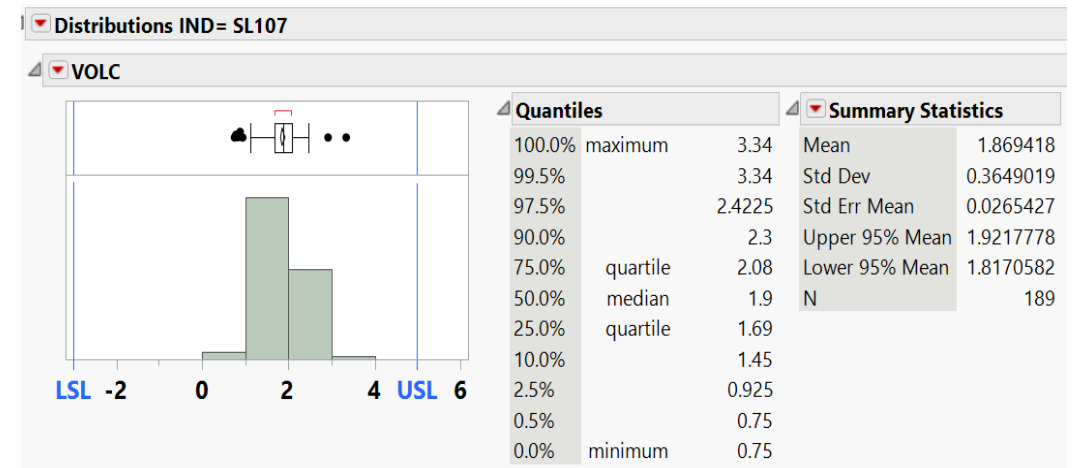 Distributions IND= SL107
VOLC
LSL -2 0 2 4 USL 6
Quantiles
100.0% maximum 3.34
99.5% 3.34
97.5% 2.4225
90.0% 2.3
75.0% quartile 2.08
50.0% median 1.9
25.0% quartile 1.69
10.0% 1.45
2.5% 0.925
0.5% 0.75
0.0% minimum 0.75
Summary Statistics
Mean 1.869418
Std Dev 0.3649019
Std Err Mean 0.0265427
Upper 95% Mean 1.9217778
Lower 95% Mean 1.8170582
N 189